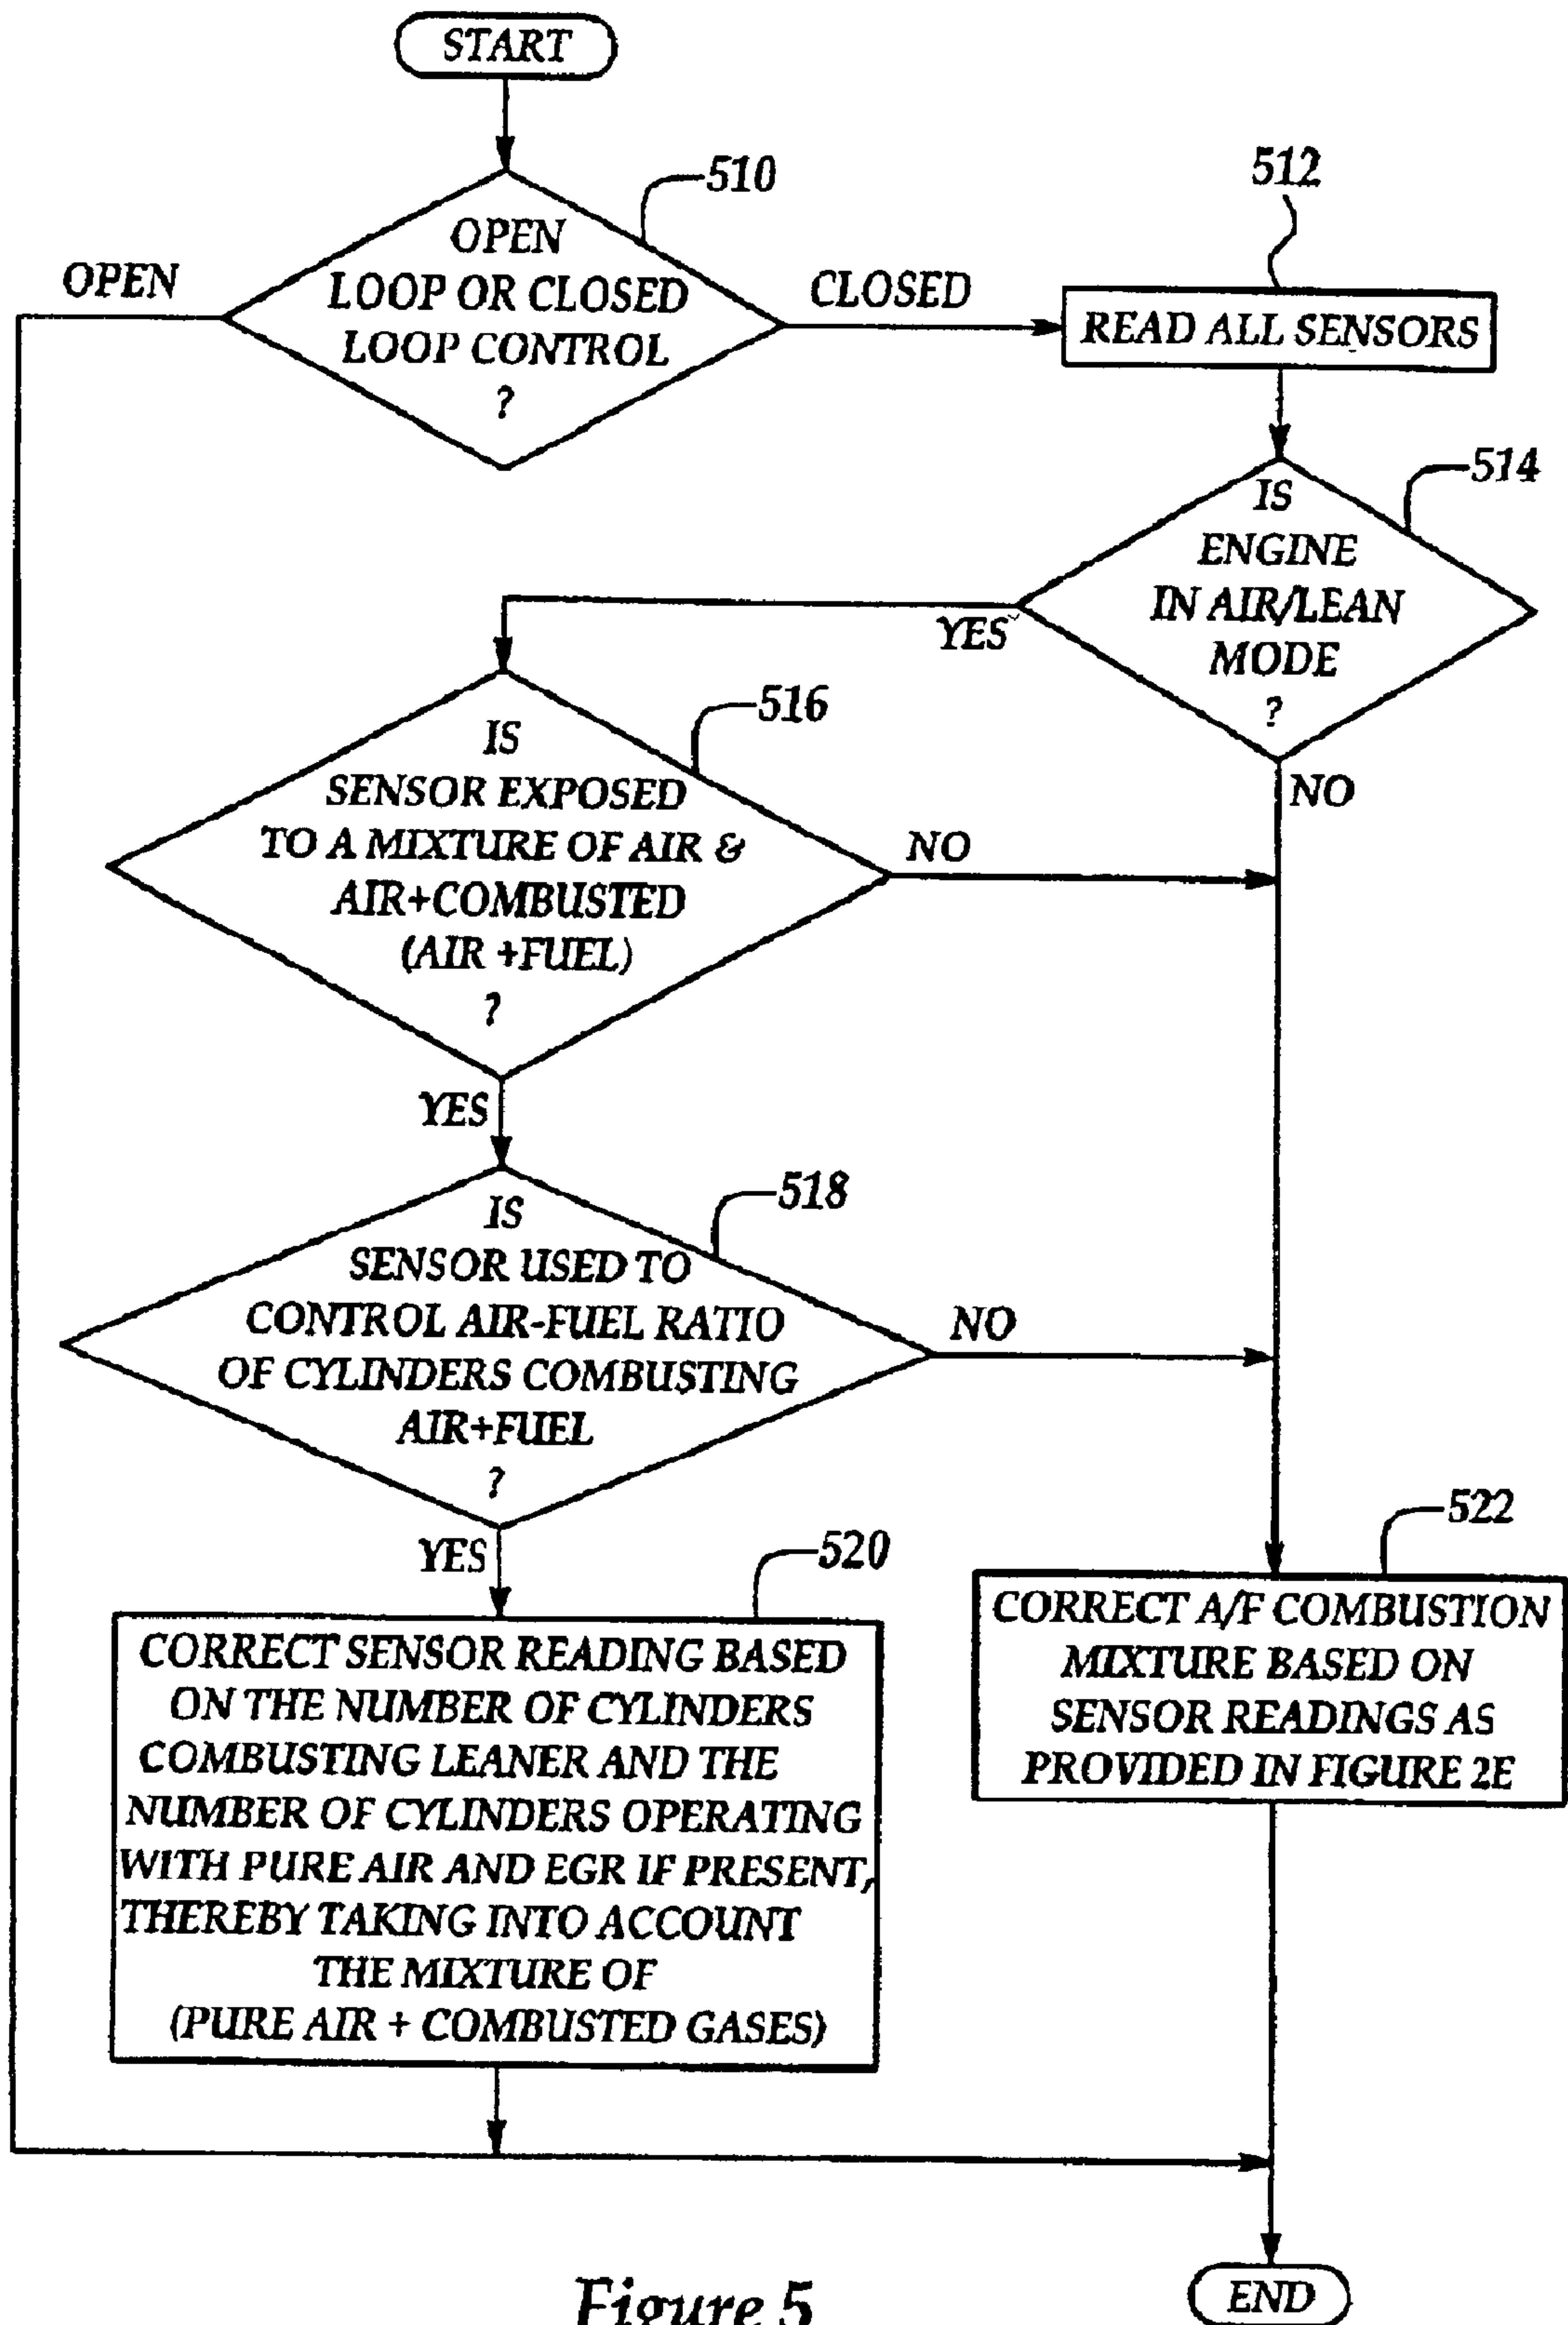 START
510
OPEN
LOOP OR CLOSED
LOOP CONTROL
?
OPEN
CLOSED
512
READ ALL SENSORS
514
IS
ENGINE
IN AIR/LEAN
MODE
?
YES
NO
516
IS
SENSOR EXPOSED
TO A MIXTURE OF AIR &
AIR+COMBUSTED
(AIR +FUEL)
?
NO
YES
518
IS
SENSOR USED TO
CONTROL AIR-FUEL RATIO
OF CYLINDERS COMBUSTING
AIR+FUEL
?
NO
YES
520
CORRECT SENSOR READING BASED
ON THE NUMBER OF CYLINDERS
COMBUSTING LEANER AND THE
NUMBER OF CYLINDERS OPERATING
WITH PURE AIR AND EGR IF PRESENT,
THEREBY TAKING INTO ACCOUNT
THE MIXTURE OF
(PURE AIR + COMBUSTED GASES)
522
CORRECT A/F COMBUSTION
MIXTURE BASED ON
SENSOR READINGS AS
PROVIDED IN FIGURE 2E
END
Figure 5